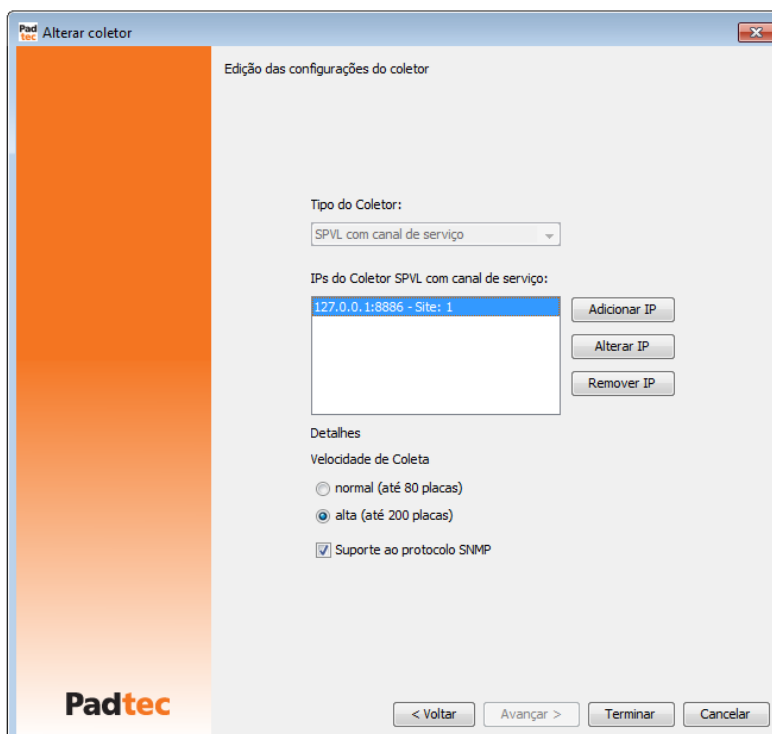 Pad
tec
Alterar coletor
Edição das configurações do coletor
Tipo do Coletor:
SPVL com canal de serviço
IPs do Coletor SPVL com canal de serviço:
127.0.0.1:8886 - Site: 1
Adicionar IP
Alterar IP
Remover IP
Detalhes
Velocidade de Coleta
normal (até 80 placas)
alta (até 200 placas)
Suporte ao protocolo SNMP
Padtec
< Voltar
Avançar >
Terminar
Cancelar